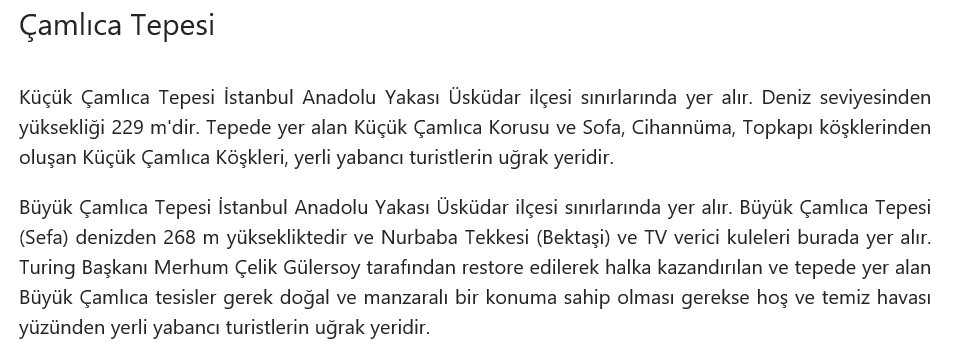 Çamlıca Tepesi
Küçük Çamlıca Tepesi İstanbul Anadolu Yakası Üsküdar ilçesi sınırlarında yer alır. Deniz seviyesinden
yüksekliği 229 m'dir. Tepede yer alan Küçük Çamlıca Korusu ve Sofa, Cihannüma, Topkapı köşklerinden
oluşan Küçük Çamlıca Köşkleri, yerli yabancı turistlerin uğrak yeridir.
Büyük Çamlıca Tepesi İstanbul Anadolu Yakası Üsküdar ilçesi sınırlarında yer alır. Büyük Çamlıca Tepesi
(Sefa) denizden 268 m yüksekliktedir ve Nurbaba Tekkesi (Bektaşi) ve TV verici kuleleri burada yer alır.
Turing Başkanı Merhum Çelik Gülersoy tarafından restore edilerek halka kazandırılan ve tepede yer alan
Büyük Çamlıca tesisler gerek doğal ve manzaralı bir konuma sahip olması gerekse hoş ve temiz havası
yüzünden yerli yabancı turistlerin uğrak yeridir.